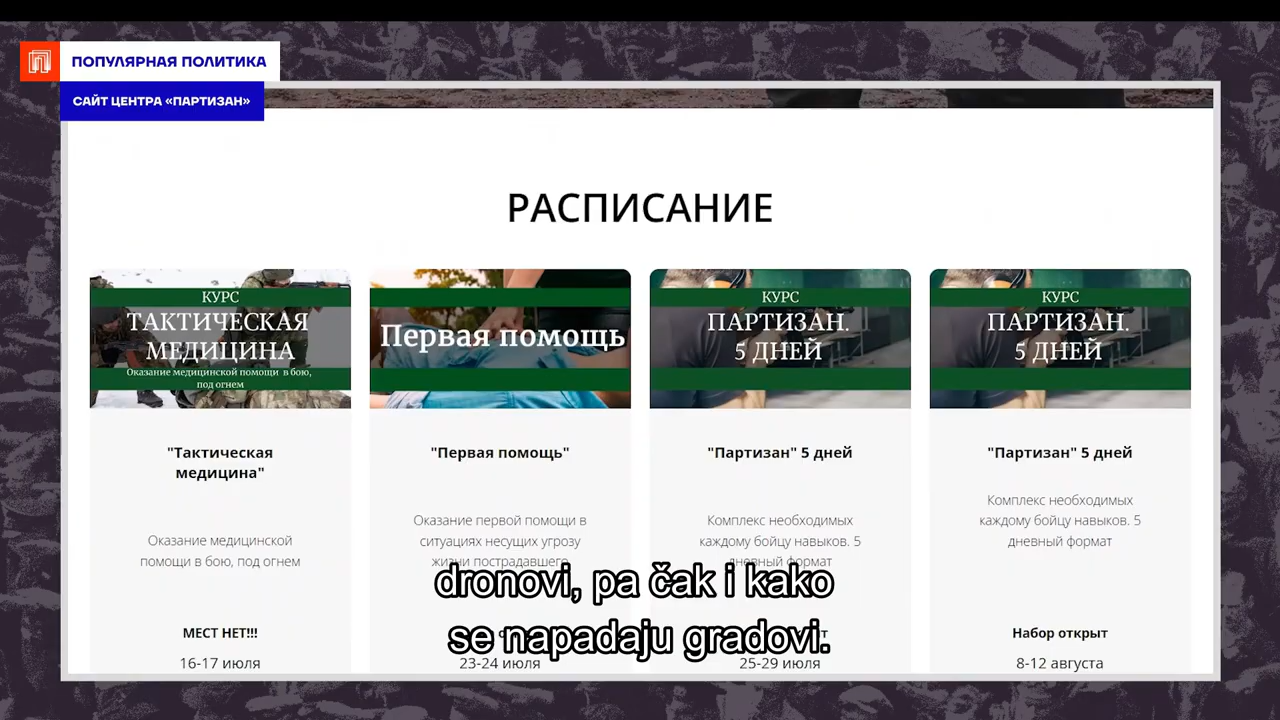 ПОПУЛЯРНАЯ ПОЛИТИКА
САЙТ ЦЕНТРА «ПАРТИЗАН»
РАСПИСАНИЕ
КУРС
ТАКТИЧЕСКАЯ
МЕДИЦИНА
Оказание медицинской помощи в бою,
под огнем
"Тактическая
медицина"
Оказание медицинской
помощи в бою, под огнем
МЕСТ НЕТ!!!
16-17 июля
Первая помощь
"Первая помощь"
Оказание первой помощи в
ситуациях несущих угрозу
жизни пострадавшего
23-24 июля
КУРС
ПАРТИЗАН.
5 ДНЕЙ
"Партизан" 5 дней
Комплекс необходимых
каждому бойцу навыков. 5
дневный формат
25-29 июля
КУРС
ПАРТИЗАН.
5 ДНЕЙ
"Партизан" 5 дней
Комплекс необходимых
каждому бойцу навыков. 5
дневный формат
Набор открыт
8-12 августа
dronovi, pa čak i kako
se napadaju gradovi.